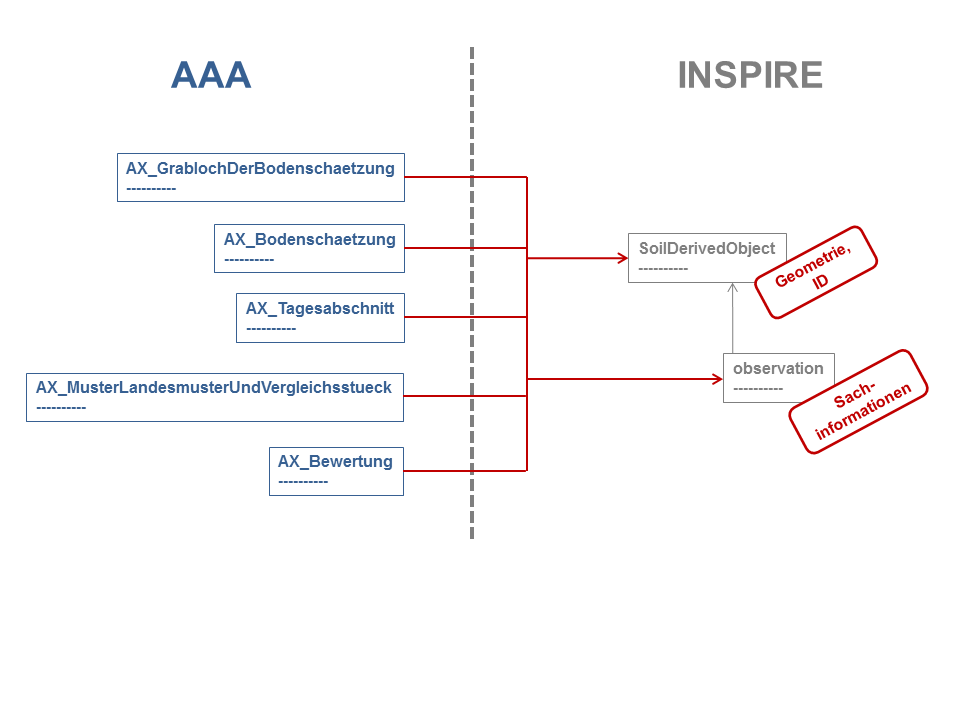 AAA
INSPIRE
AX_GrablochDerBodenschaetzung
----------
AX_Bodenschaetzung
----------
AX_Tagesabschnitt
----------
AX_MusterLandesmusterUndVergleichsstueck
----------
AX_Bewertung
----------
SoilDerivedObject
----------
Geometrie,
ID
observation
----------
Sach-
informationen